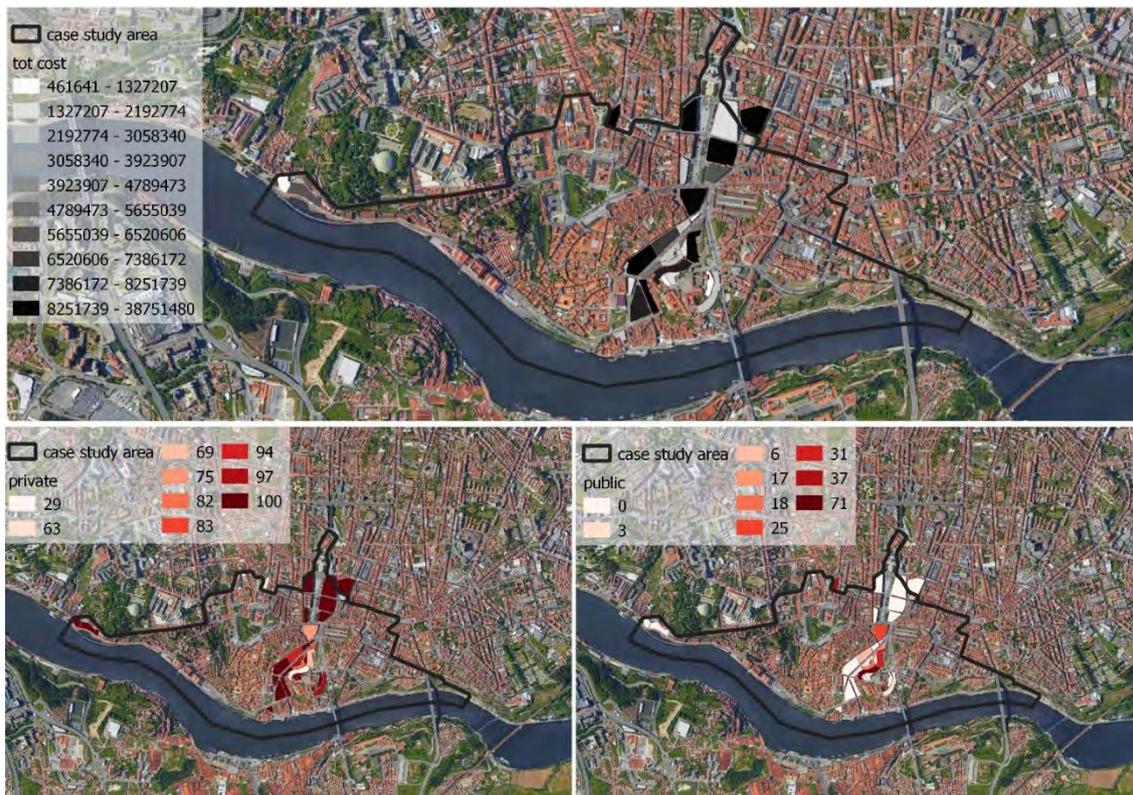 case study area
tot cost
461641 - 1327207
1327207 - 2192774
2192774 - 3058340
3058340 - 3923907
3923907 - 4789473
4789473 - 5655039
5655039 - 6520606
6520606 - 7386172
7386172 - 8251739
8251739 - 38751480
case study area
private
29
63
69
75
82
83
94
97
100
case study area
public
0
3
6
17
18
25
31
37
71